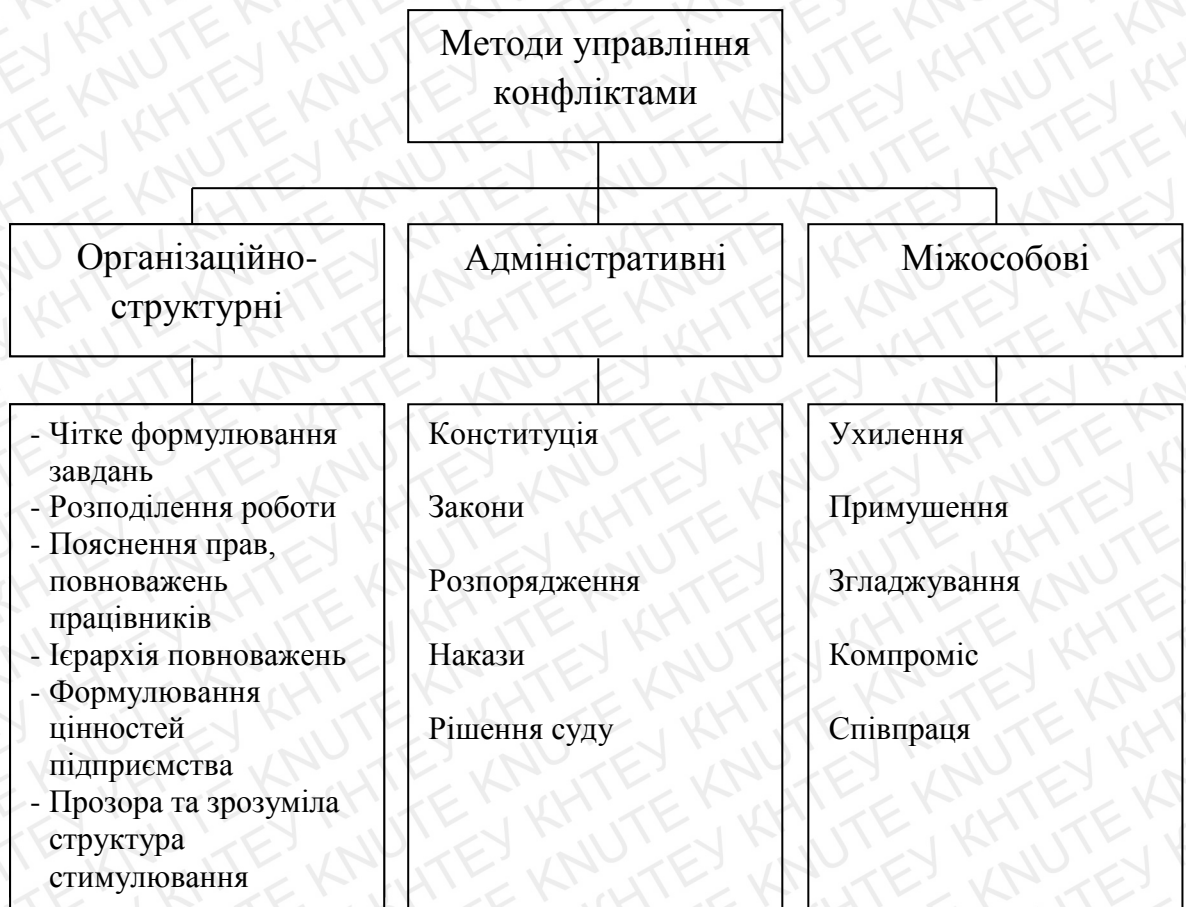 Методи управління
конфліктами
Організаційно-
структурні
Адміністративні
Міжособові
- Чітке формулювання
завдань
- Розподілення роботи
- Пояснення прав,
повноважень
працівників
- Ієрархія повноважень
- Формулювання
цінностей
підприємства
- Прозора та зрозуміла
структура
стимулювання
Конституція
Закони
Розпорядження
Накази
Рішення суду
Ухилення
Примушення
Згладжування
Компроміс
Співпраця